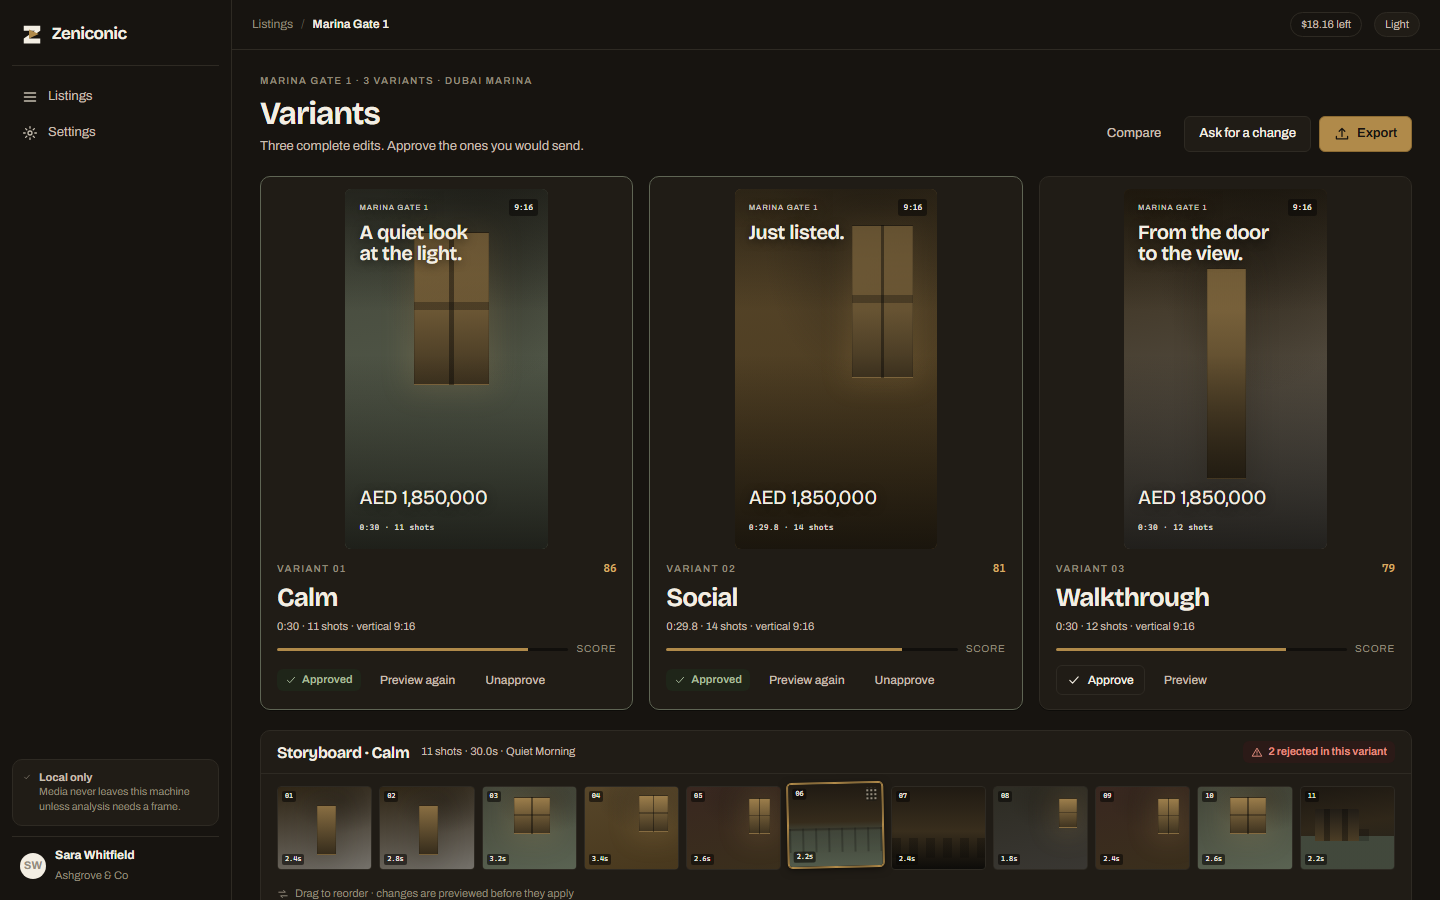 Zeniconic
Listings
Settings
Local only
Media never leaves this machine
unless analysis needs a frame.
SW
Sara Whitfield
Ashgrove & Co
Listings / Marina Gate 1
$18.16 left
Light
MARINA GATE 1 · 3 VARIANTS · DUBAI MARINA
Variants
Three complete edits. Approve the ones you would send.
Compare
Ask for a change
Export
MARINA GATE 1
9:16
A quiet look
at the light.
AED 1,850,000
0:30 · 11 shots
VARIANT 01
86
Calm
0:30 · 11 shots · vertical 9:16
SCORE
Approved
Preview again
Unapprove
MARINA GATE 1
9:16
Just listed.
AED 1,850,000
0:29.8 · 14 shots
VARIANT 02
81
Social
0:29.8 · 14 shots · vertical 9:16
SCORE
Approved
Preview again
Unapprove
MARINA GATE 1
9:16
From the door
to the view.
AED 1,850,000
0:30 · 12 shots
VARIANT 03
79
Walkthrough
0:30 · 12 shots · vertical 9:16
SCORE
Approve
Preview
Storyboard · Calm
11 shots · 30.0s · Quiet Morning
2 rejected in this variant
01
2.4s
02
2.8s
03
3.2s
04
3.4s
05
2.6s
06
2.2s
07
2.4s
08
1.8s
09
2.4s
10
2.6s
11
2.2s
Drag to reorder · changes are previewed before they apply